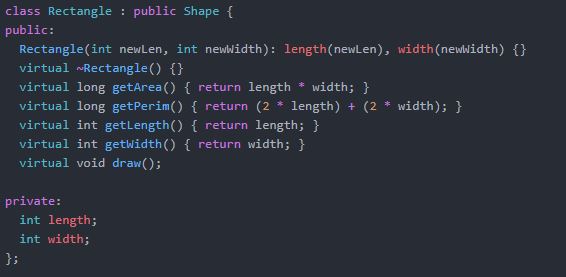 class Rectangle : public Shape {
public:
  Rectangle(int newLen, int newWidth): length(newLen), width(newWidth) {}
  virtual ~Rectangle() {}
  virtual long getArea() { return length * width; }
  virtual long getPerim() { return (2 * length) + (2 * width); }
  virtual int getLength() { return length; }
  virtual int getWidth() { return width; }
  virtual void draw();

private:
  int length;
  int width;
};